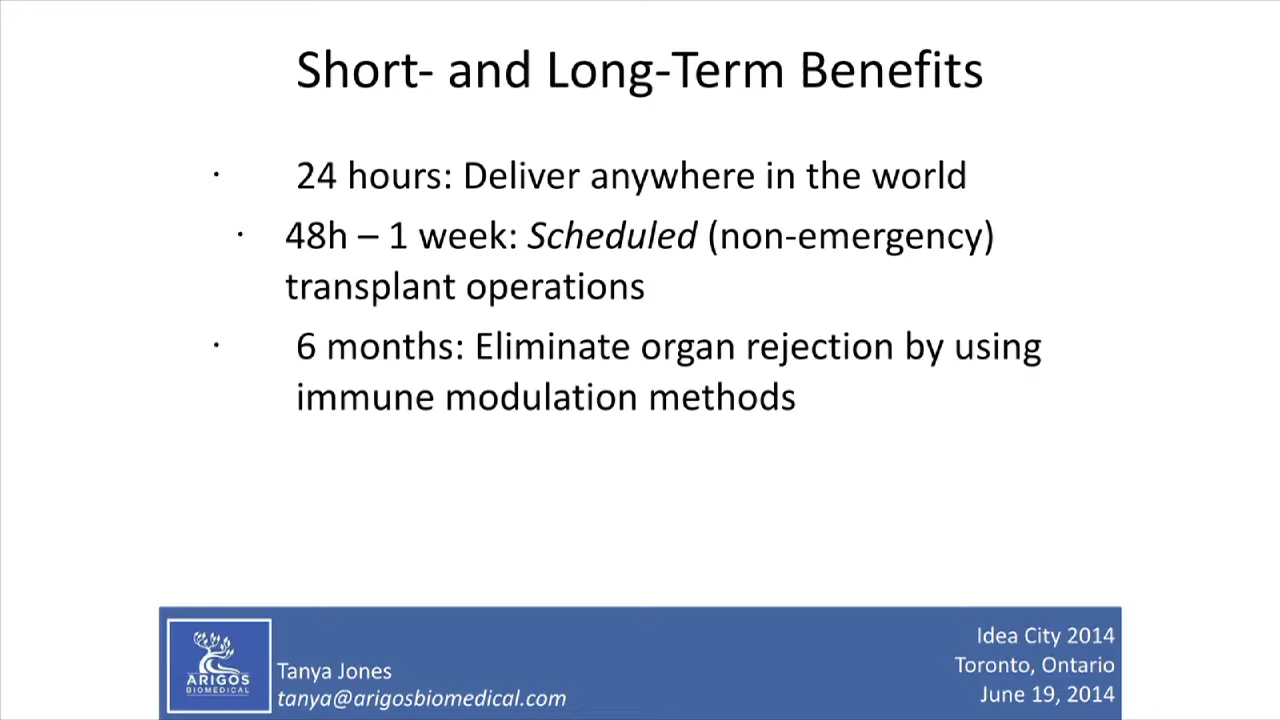 Short- and Long-Term Benefits
· 24 hours: Deliver anywhere in the world
· 48h – 1 week: Scheduled (non-emergency)
transplant operations
· 6 months: Eliminate organ rejection by using
immune modulation methods
ARIGOS
BIOMEDICAL
Tanya Jones
tanya@arigosbiomedical.com
Idea City 2014
Toronto, Ontario
June 19, 2014